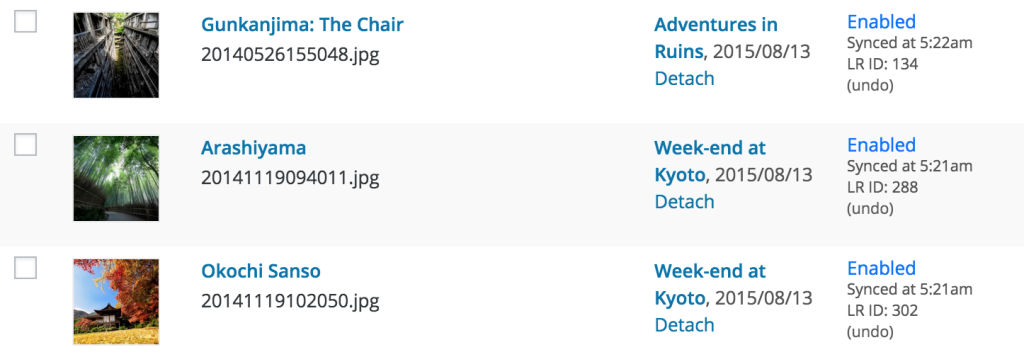 Gunkanjima: The Chair
20140526155048.jpg
Adventures in
Ruins, 2015/08/13
Detach
Enabled
Synced at 5:22am
LR ID: 134
(undo)
Arashiyama
20141119094011.jpg
Week-end at
Kyoto, 2015/08/13
Detach
Enabled
Synced at 5:21am
LR ID: 288
(undo)
Okochi Sanso
20141119102050.jpg
Week-end at
Kyoto, 2015/08/13
Detach
Enabled
Synced at 5:21am
LR ID: 302
(undo)